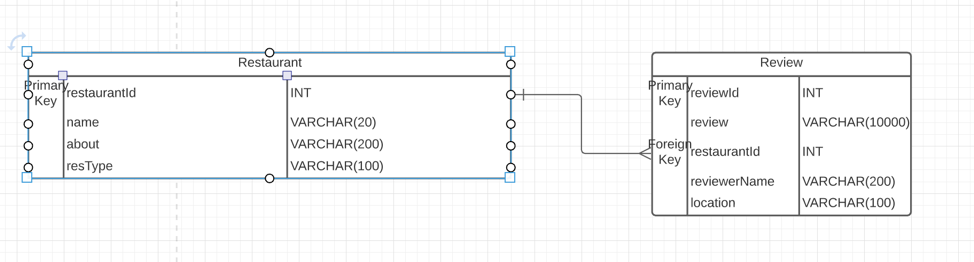 Restaurant
Primary
Key
restaurantId INT
name VARCHAR(20)
about VARCHAR(200)
resType VARCHAR(100)
Review
Primary
Key
reviewId INT
review VARCHAR(10000)
Foreign
Key
restaurantId INT
reviewerName VARCHAR(200)
location VARCHAR(100)